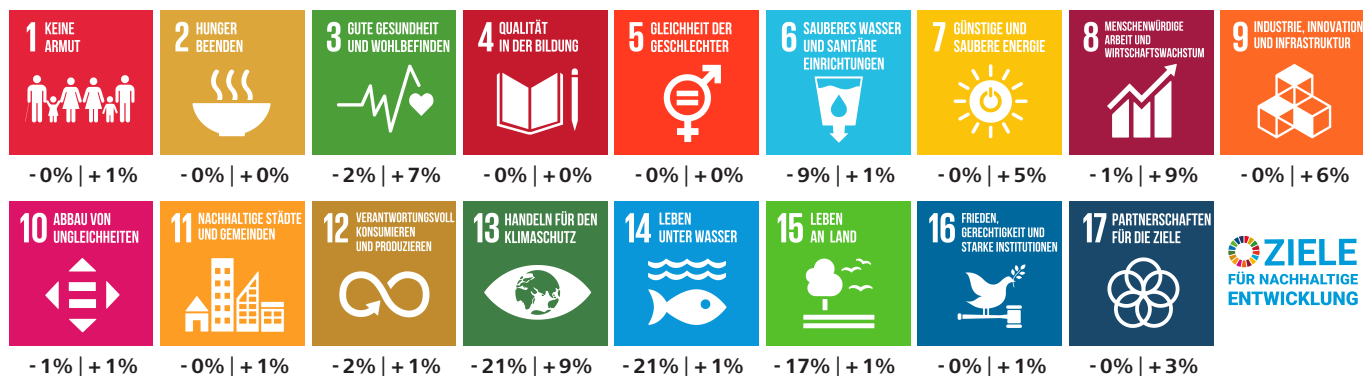 1 KEINE
ARMUT
2 HUNGER
BEENDEN
3 GUTE GESUNDHEIT
UND WOHLBEFINDEN
4 QUALITÄT
IN DER BILDUNG
5 GLEICHHEIT DER
GESCHLECHTER
6 SAUBERES WASSER
UND SANITÄRE
EINRICHTUNGEN
7 GÜNSTIGE UND
SAUBERE ENERGIE
8 MENSCHENWÜRDIGE
ARBEIT UND
WIRTSCHAFTSWACHSTUM
9 INDUSTRIE, INNOVATION
UND INFRASTRUKTUR
-0% | +1%
-0% | +0%
-2% | +7%
-0% | +0%
-0% | +0%
-9% | +1%
-0% | +5%
-1% | +9%
-0% | +6%
10 ABBAU VON
UNGLEICHHEITEN
11 NACHHALTIGE STÄDTE
UND GEMEINDEN
12 VERANTWORTUNGSVOLL
KONSUMIEREN
UND PRODUZIEREN
13 HANDELN FÜR DEN
KLIMASCHUTZ
14 LEBEN
UNTER WASSER
15 LEBEN
AN LAND
16 FRIEDEN,
GERECHTIGKEIT UND
STARKE INSTITUTIONEN
17 PARTNERSCHAFTEN
FÜR DIE ZIELE
ZIELE
FÜR NACHHALTIGE
ENTWICKLUNG
-1% | +1%
-0% | +1%
-2% | +1%
-21% | +9%
-21% | +1%
-17% | +1%
-0% | +1%
-0% | +3%